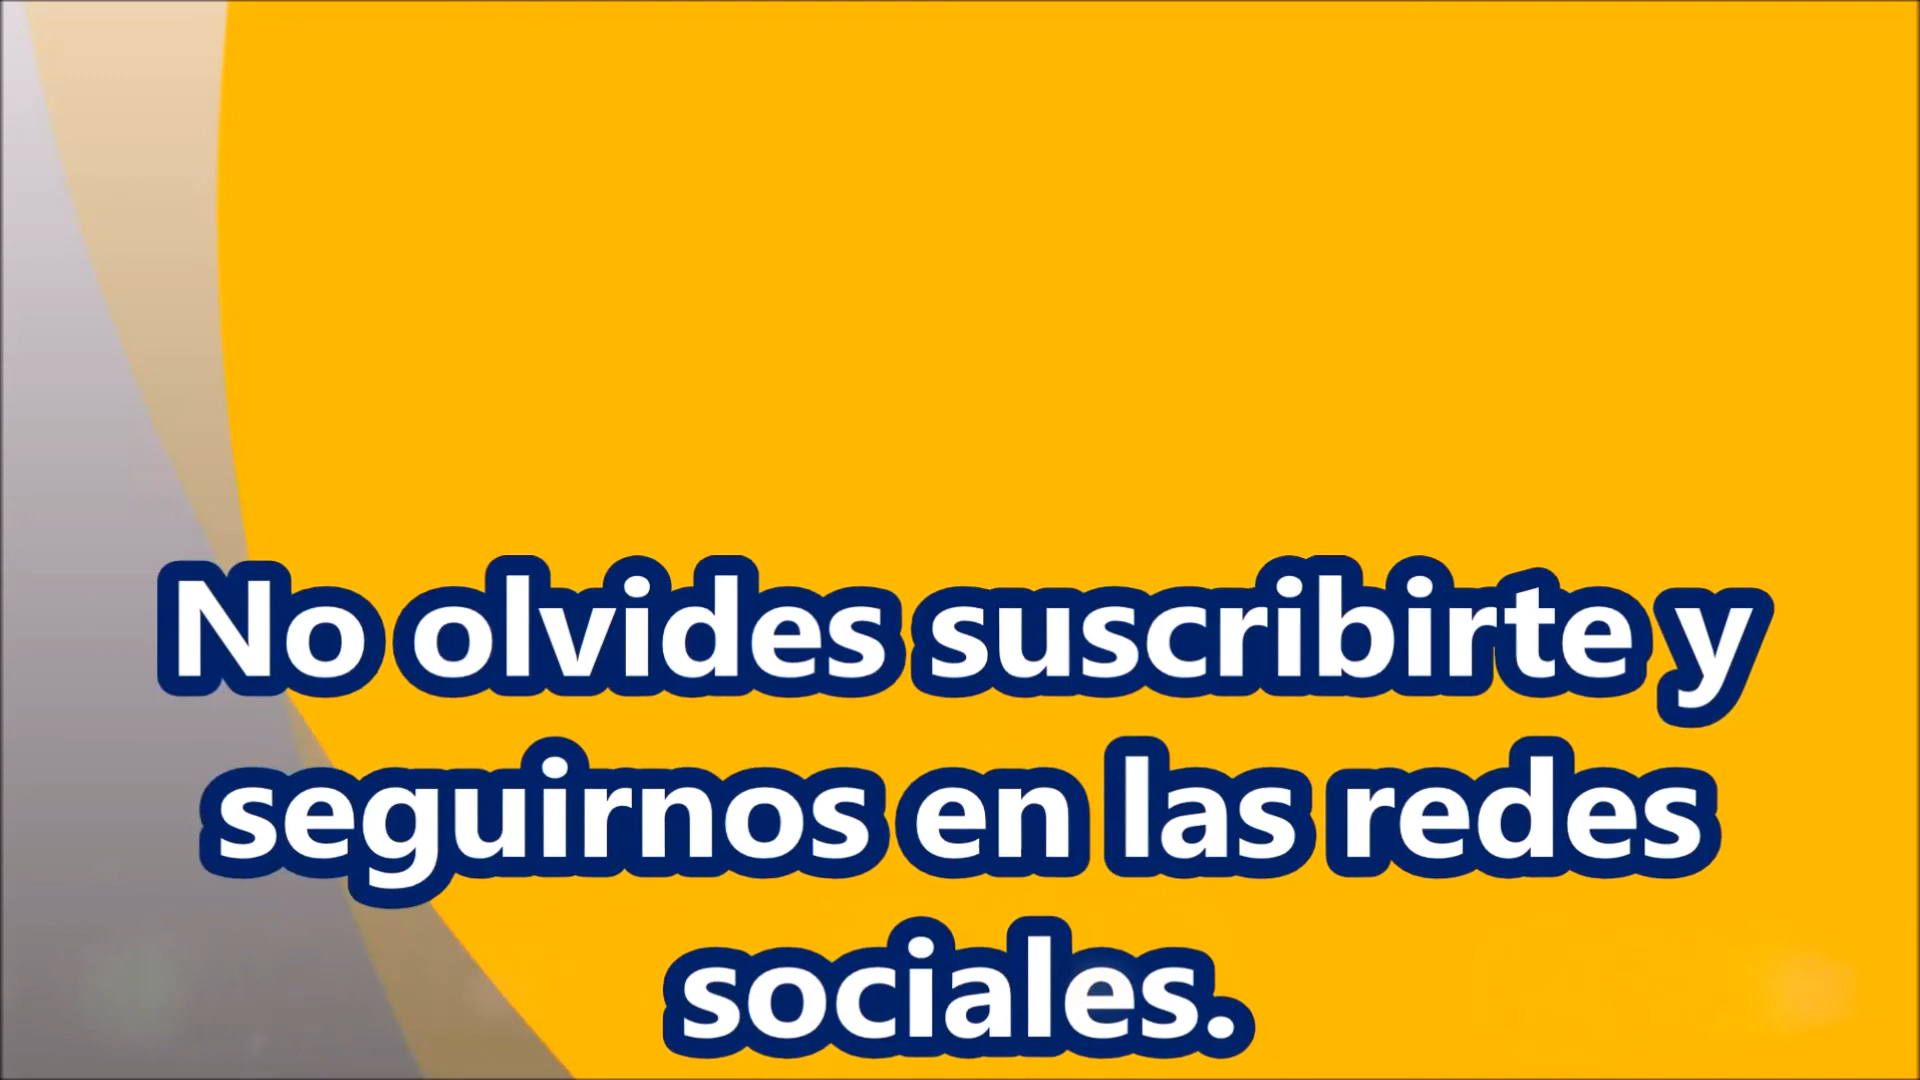 No olvides suscribirte y
seguirnos en las redes
sociales.